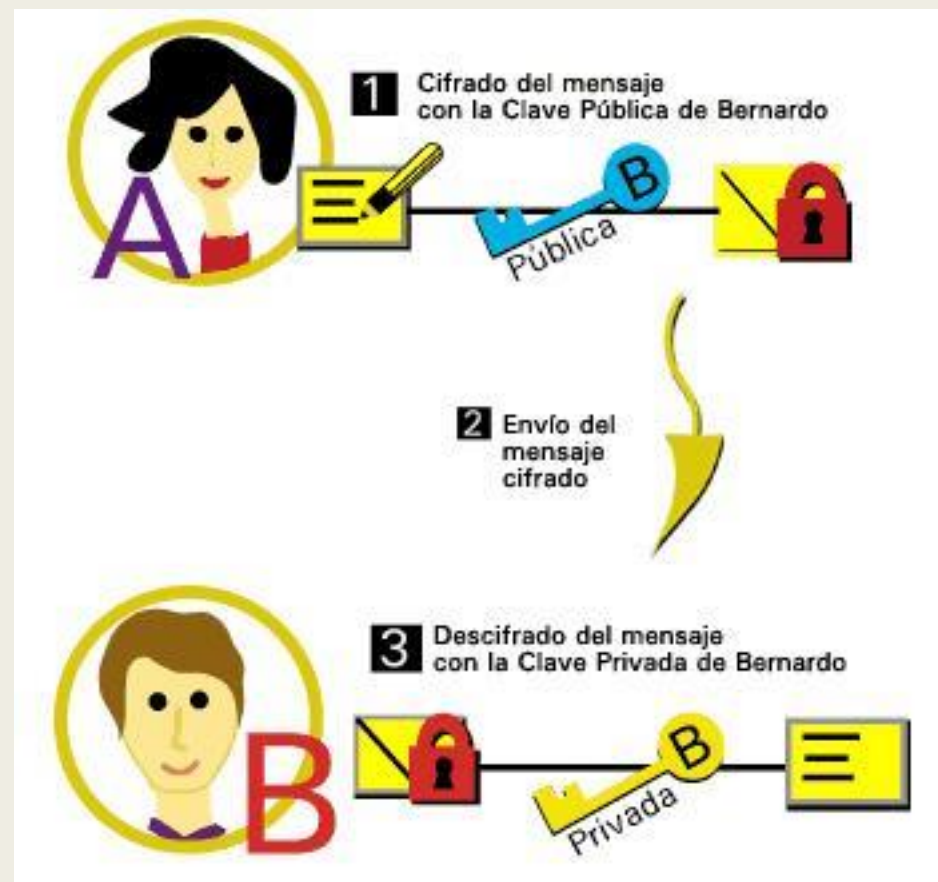 1 Cifrado del mensaje
con la Clave Pública de Bernardo
A
B
Pública
2 Envío del
mensaje
cifrado
3 Descifrado del mensaje
con la Clave Privada de Bernardo
B
B
Privada